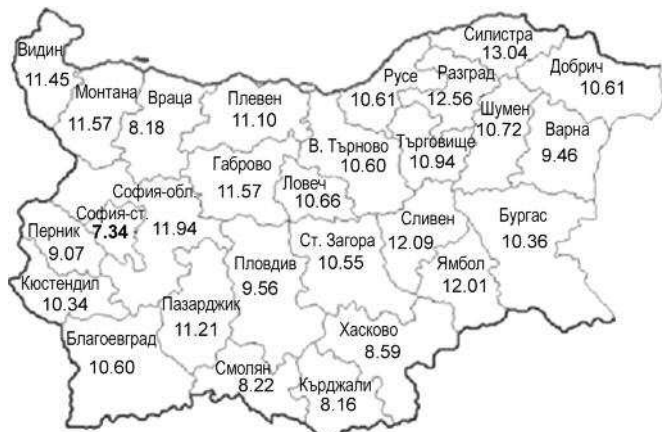 Силистра
13.04
Видин
11.45
Добрич
10.61
Русе
10.61
Разград
12.56
Монтана
11.57
Враца
8.18
Плевен
11.10
Шумен
10.72
Варна
9.46
В. Търново
10.60
Търговище
10.94
Габрово
11.57
Ловеч
10.66
София-обл.
11.94
София-ст.
7.34
Перник
9.07
Сливен
12.09
Бургас
10.36
Ст. Загора
10.55
Пловдив
9.56
Ямбол
12.01
Кюстендил
10.34
Пазарджик
11.21
Хасково
8.59
Благоевград
10.60
Смолян
8.22
Кърджали
8.16